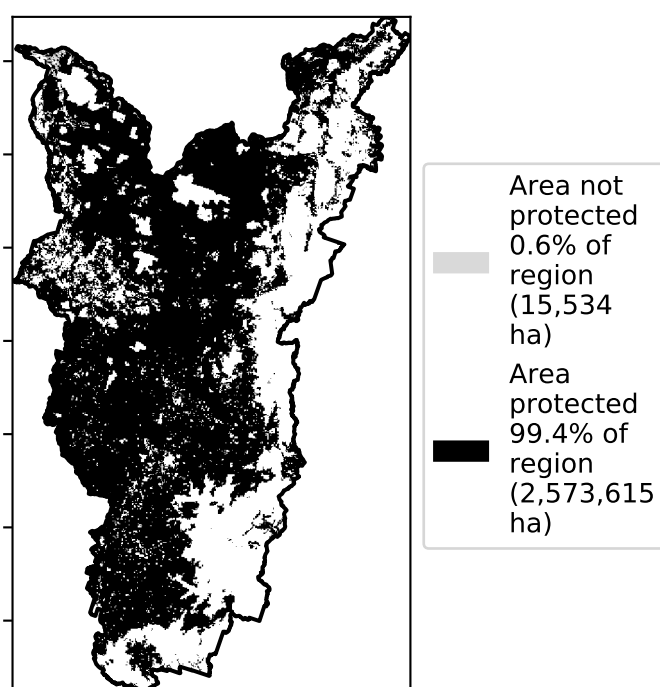 Area not
protected
0.6% of
region
(15,534
ha)
Area
protected
99.4% of
region
(2,573,615
ha)